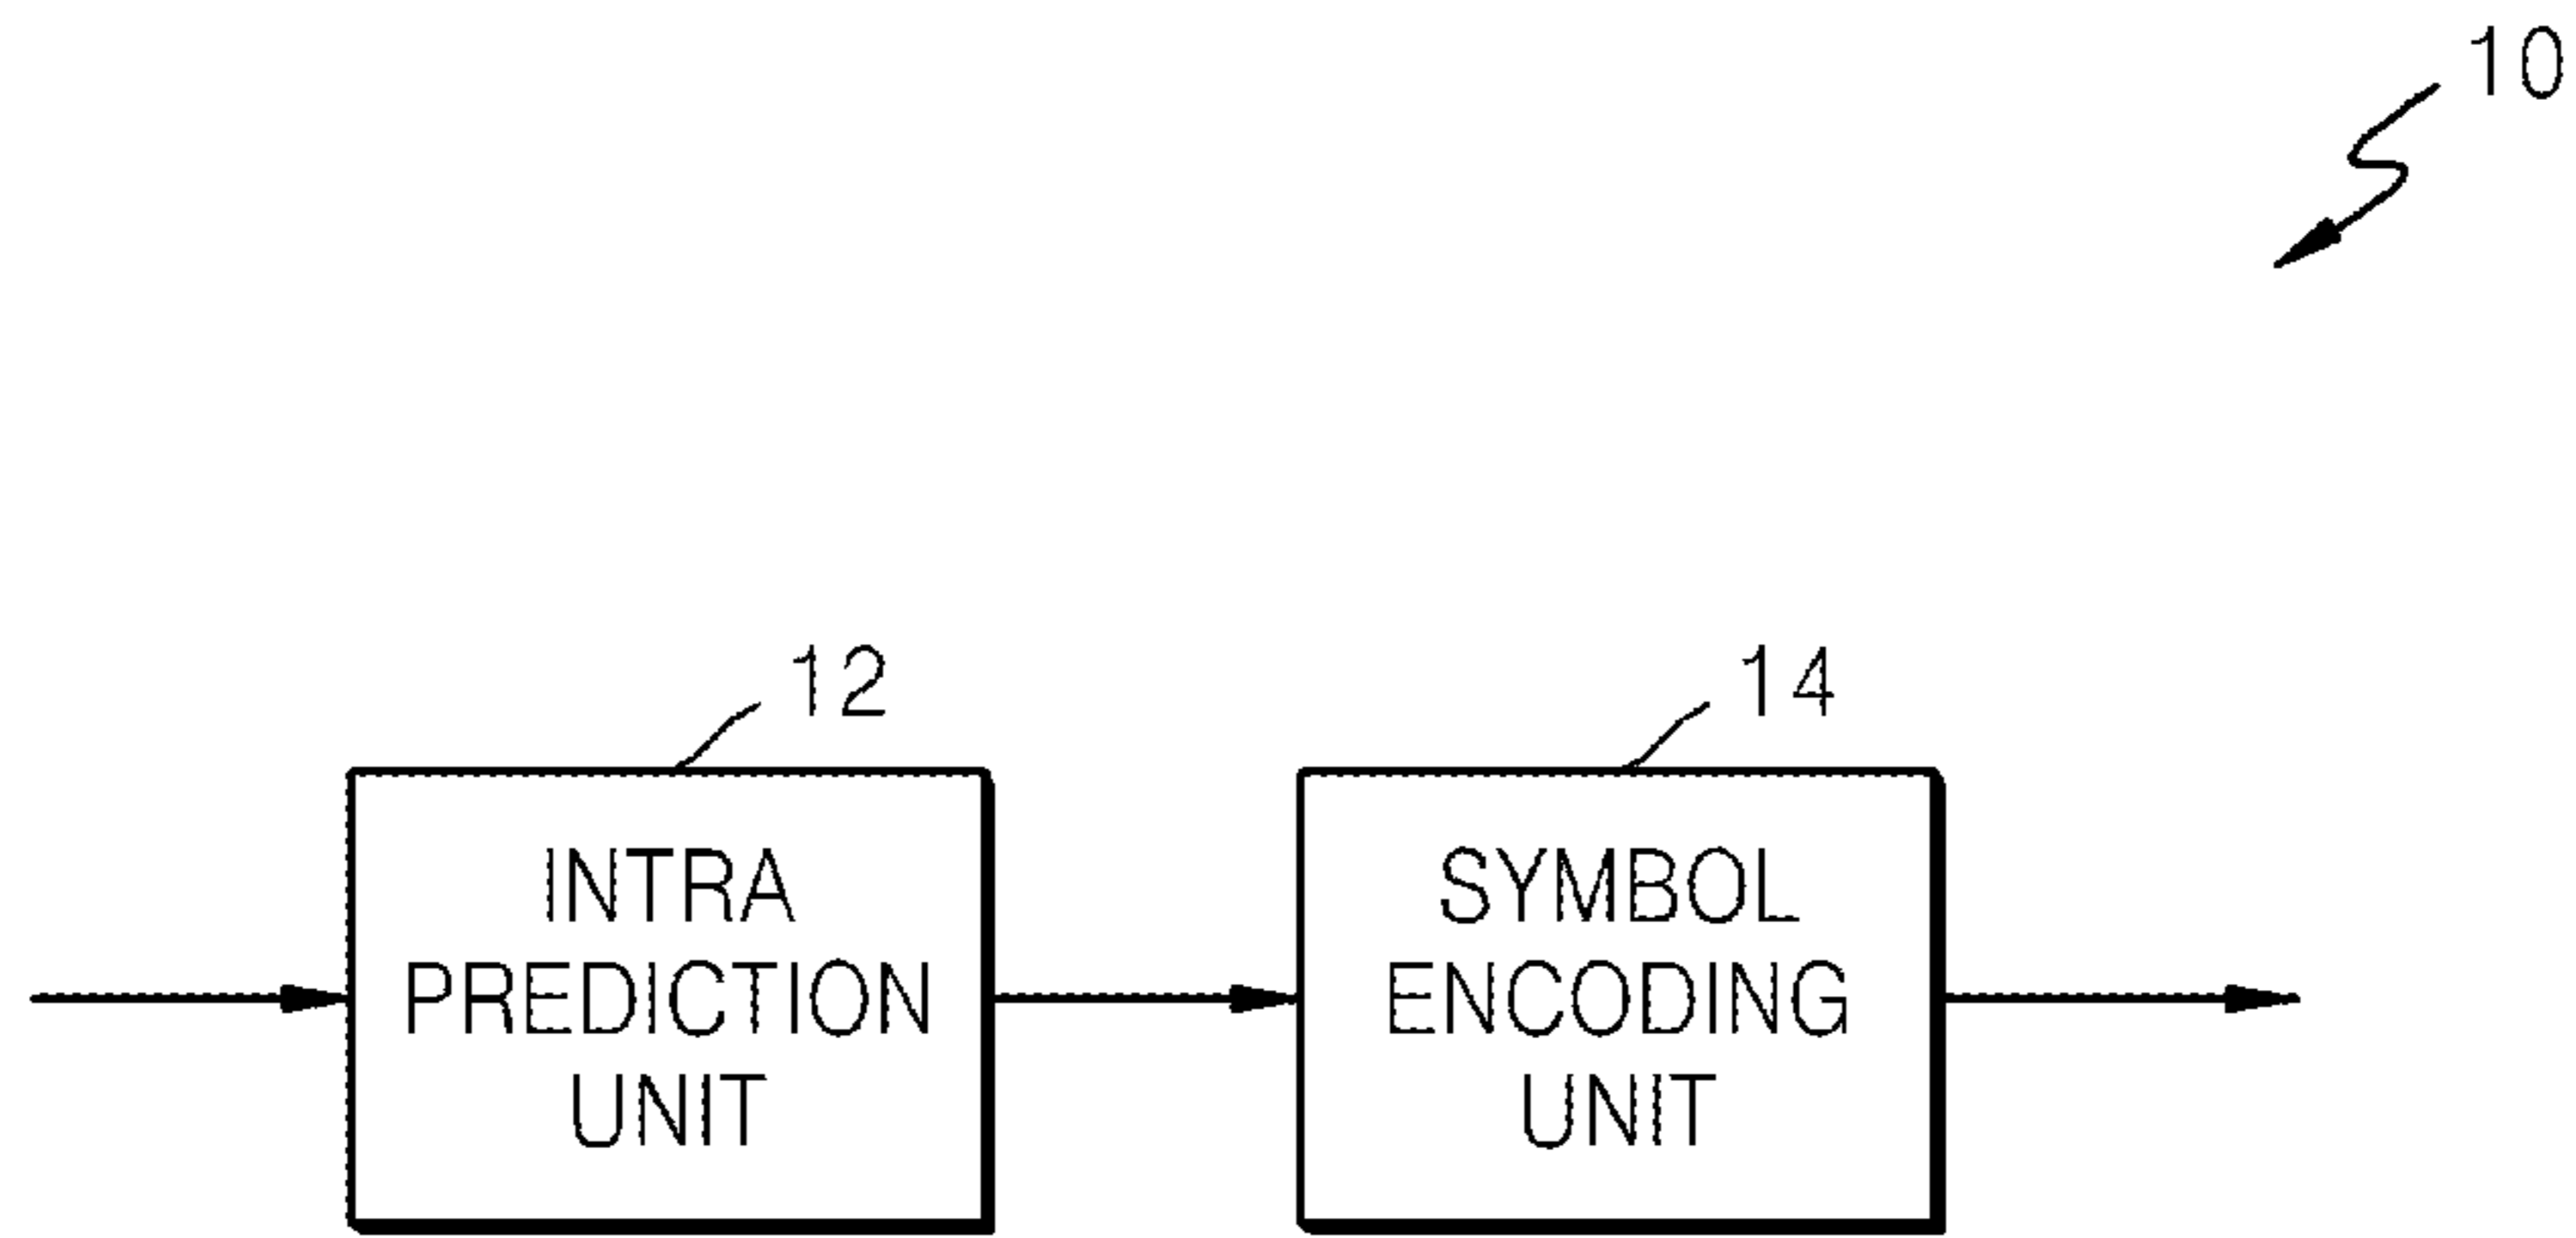 10
12
14
INTRA
PREDICTION
UNIT
SYMBOL
ENCODING
UNIT